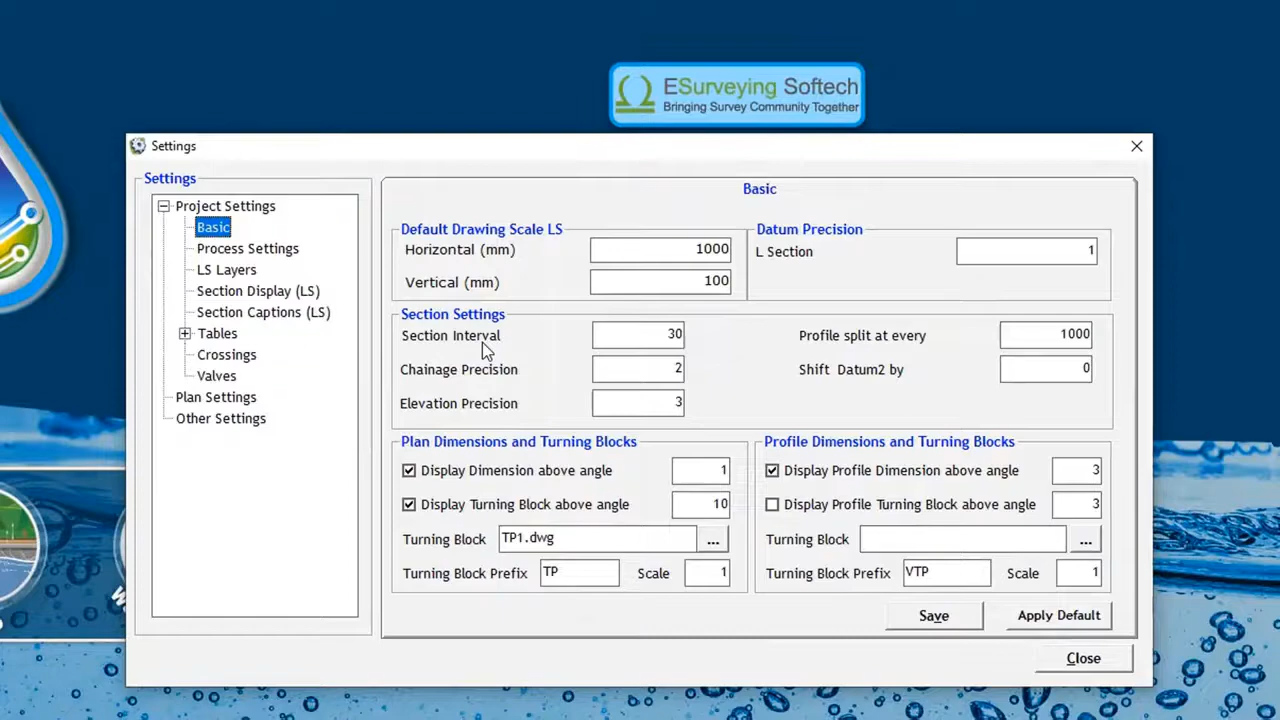 ESurveying Softech
Bringing Survey Community Together
Settings
Settings
Project Settings
Basic
Process Settings
LS Layers
Section Display (LS)
Section Captions (LS)
Tables
Crossings
Valves
Plan Settings
Other Settings
Basic
Default Drawing Scale LS
Horizontal (mm) 1000
Vertical (mm) 100
Datum Precision
L Section 1
Section Settings
Section Interval 30 Profile split at every 1000
Chainage Precision 2 Shift Datum2 by 0
Elevation Precision 3
Plan Dimensions and Turning Blocks
Display Dimension above angle 1
Display Turning Block above angle 10
Turning Block TP1.dwg ...
Turning Block Prefix TP Scale 1
Profile Dimensions and Turning Blocks
Display Profile Dimension above angle 3
Display Profile Turning Block above angle 3
Turning Block ...
Turning Block Prefix VTP Scale 1
Save Apply Default
Close